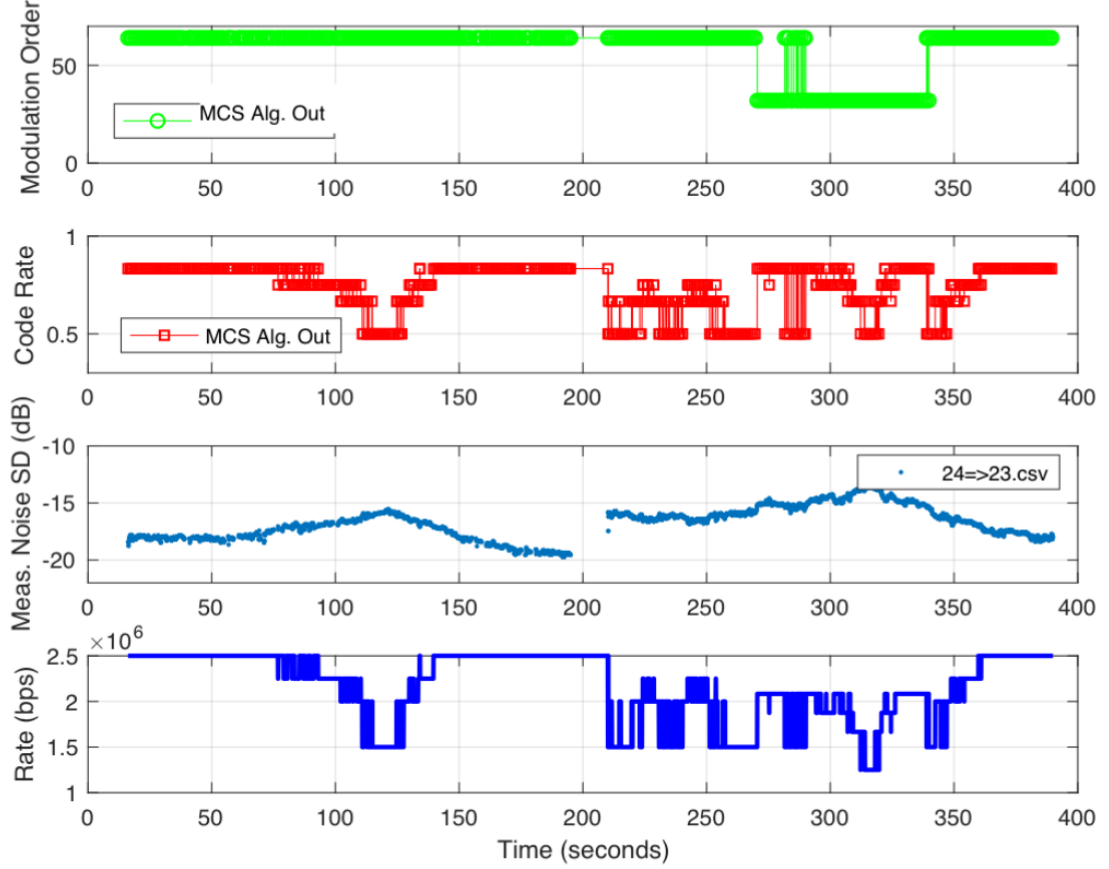 Modulation Order
50
0
MCS Alg. Out
0 50 100 150 200 250 300 350 400
Code Rate
1
0.5
MCS Alg. Out
0 50 100 150 200 250 300 350 400
Meas. Noise SD (dB)
-10
-15
-20
24=>23.csv
0 50 100 150 200 250 300 350 400
Rate (bps)
×10⁶
2.5
2
1.5
1
0 50 100 150 200 250 300 350 400
Time (seconds)